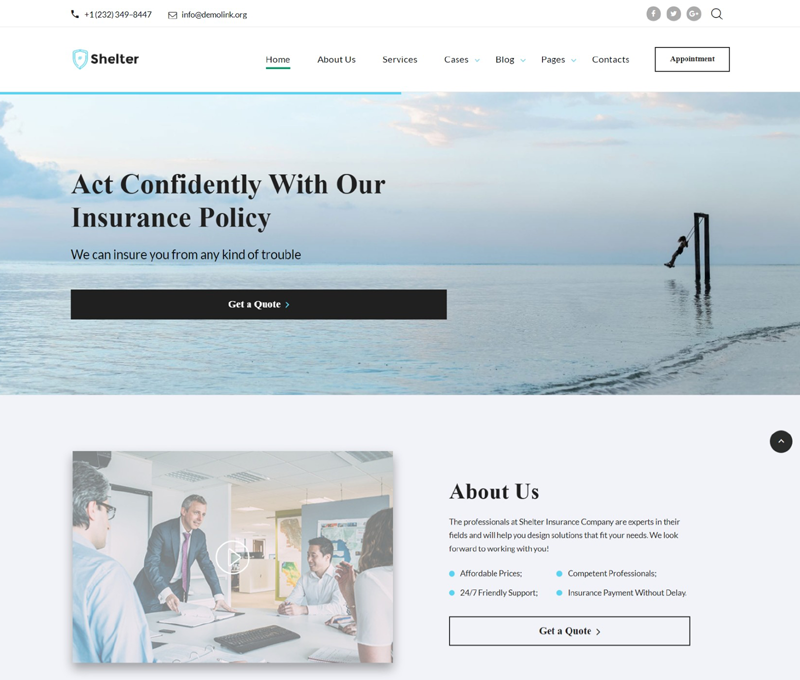 +1 (232) 349-8447 info@demolink.org
Shelter Home About Us Services Cases Blog Pages Contacts Appointment
Act Confidently With Our
Insurance Policy
We can insure you from any kind of trouble
Get a Quote
About Us
The professionals at Shelter Insurance Company are experts in their
fields and will help you design solutions that fit your needs. We look
forward to working with you!
Affordable Prices; Competent Professionals;
24/7 Friendly Support; Insurance Payment Without Delay.
Get a Quote